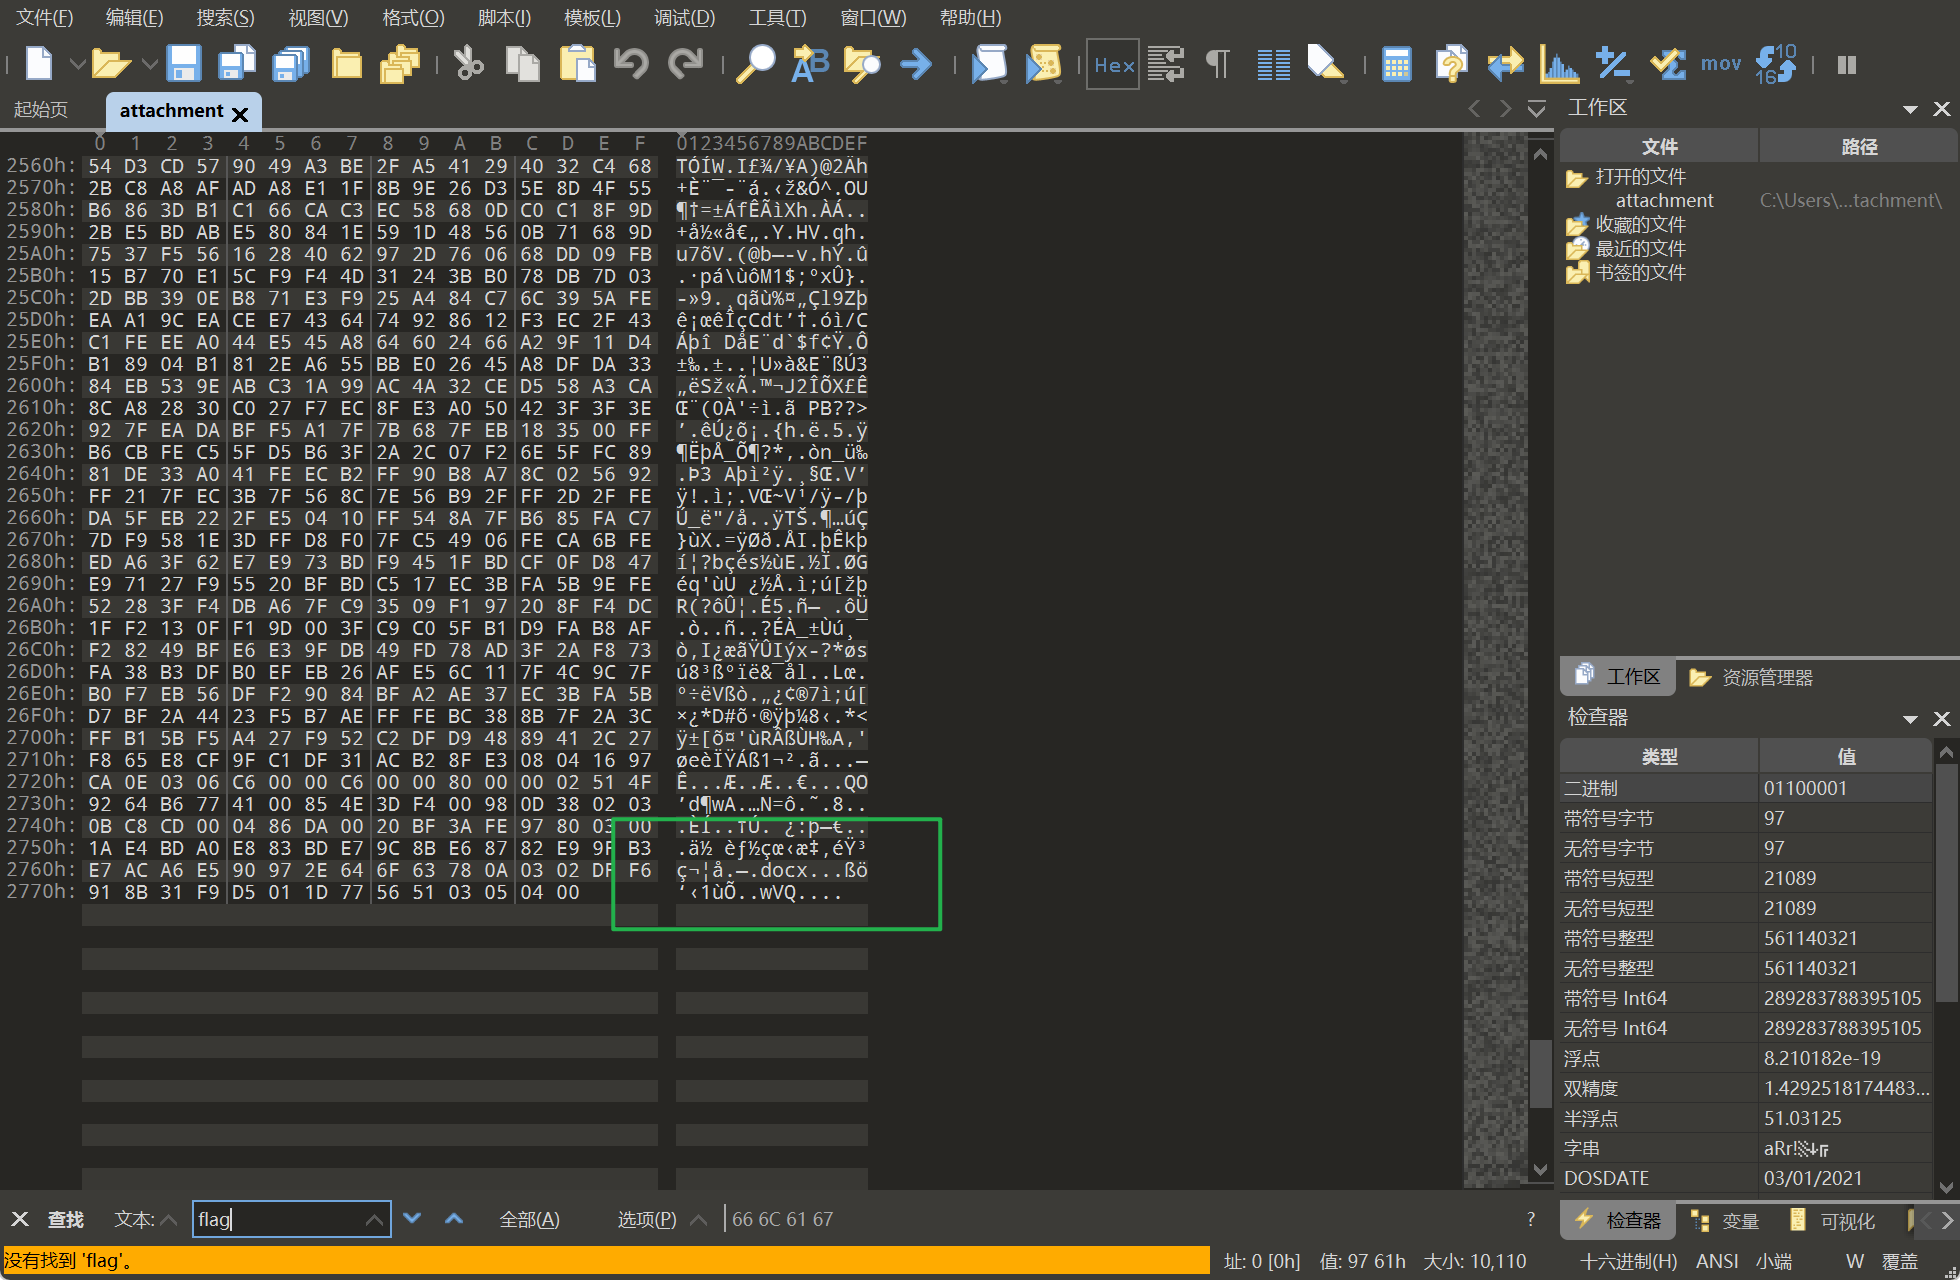 文件(F) 编辑(E) 搜索(S) 视图(V) 格式(O) 脚本(I) 模板(L) 调试(D) 工具(T) 窗口(W) 帮助(H)
Hex mov
起始页 attachment
0 1 2 3 4 5 6 7 8 9 A B C D E F 0123456789ABCDEF
2560h: 54 D3 CD 57 90 49 A3 BE 2F A5 41 29 40 32 C4 68 TÓÍW.I£¾/¥A)@2Äh
2570h: 2B C8 A8 AF AD A8 E1 1F 8B 9E 26 D3 5E 8D 4F 55 +È¨¯-¨á.‹ž&Ó^.OU
2580h: B6 86 3D B1 C1 66 CA C3 EC 58 68 0D C0 C1 8F 9D ¶†=±ÁfÊÃìXh.ÀÁ..
2590h: 2B E5 BD AB E5 80 84 1E 59 1D 48 56 0B 71 68 9D +å½«å€„.Y.HV.qh.
25A0h: 75 37 F5 56 16 28 40 62 97 2D 76 06 68 DD 09 FB u7õV.(@b—-v.hÝ.û
25B0h: 15 B7 70 E1 5C F9 F4 4D 31 24 3B B0 78 DB 7D 03 .·pá\ùôM1$;°xÛ}.
25C0h: 2D BB 39 0E B8 71 E3 F9 25 A4 84 C7 6C 39 5A FE -»9.¸qãù%¤„Çl9Zþ
25D0h: EA A1 9C EA CE E7 43 64 74 92 86 12 F3 EC 2F 43 ê¡œêÎçCdt’†.óì/C
25E0h: C1 FE EE A0 44 E5 45 A8 64 60 24 66 A2 9F 11 D4 Áþî DåE¨d`$f¢Ÿ.Ô
25F0h: B1 89 04 B1 81 2E A6 55 BB E0 26 45 A8 DF DA 33 ±‰.±..¦U»à&E¨ßÚ3
2600h: 84 EB 53 9E AB C3 1A 99 AC 4A 32 CE D5 58 A3 CA „ëSž«Ã.™¬J2ÎÕX£Ê
2610h: 8C A8 28 30 C0 27 F7 EC 8F E3 A0 50 42 3F 3F 3E Œ¨(0À'÷ì.ã PB??>
2620h: 92 7F EA DA BF F5 A1 7F 7B 68 7F EB 18 35 00 FF ’.êÚ¿õ¡.{h.ë.5.ÿ
2630h: B6 CB FE C5 5F D5 B6 3F 2A 2C 07 F2 6E 5F FC 89 ¶ËþÅ_Õ¶?*,.òn_ü‰
2640h: 81 DE 33 A0 41 FE EC B2 FF 90 B8 A7 8C 02 56 92 .Þ3 Aþì²ÿ.¸§Œ.V’
2650h: FF 21 7F EC 3B 7F 56 8C 7E 56 B9 2F FF 2D 2F FE ÿ!.ì;.VŒ~V¹/ÿ-/þ
2660h: DA 5F EB 22 2F E5 04 10 FF 54 8A 7F B6 85 FA C7 Ú_ë"/å..ÿTŠ.¶…úÇ
2670h: 7D F9 58 1E 3D FF D8 F0 7F C5 49 06 FE CA 6B FE }ùX.=ÿØð.ÅI.þÊkþ
2680h: ED A6 3F 62 E7 E9 73 BD F9 45 1F BD CF 0F D8 47 í¦?bçés½ùE.½Ï.ØG
2690h: E9 71 27 F9 55 20 BF BD C5 17 EC 3B FA 5B 9E FE éq'ùU ¿½Å.ì;ú[žþ
26A0h: 52 28 3F F4 DB A6 7F C9 35 09 F1 97 20 8F F4 DC R(?ôÛ¦.É5.ñ— .ôÜ
26B0h: 1F F2 13 0F F1 9D 00 3F C9 C0 5F B1 D9 FA B8 AF .ò..ñ..?ÉÀ_±Ùú¸¯
26C0h: F2 82 49 BF E6 E3 9F DB 49 FD 78 AD 3F 2A F8 73 ò‚I¿æãŸÛIýx-?*øs
26D0h: FA 38 B3 DF B0 EF EB 26 AF E5 6C 11 7F 4C 9C 7F ú8³ß°ïë&¯ål..Lœ.
26E0h: B0 F7 EB 56 DF F2 90 84 BF A2 AE 37 EC 3B FA 5B °÷ëVßò.„¿¢®7ì;ú[
26F0h: D7 BF 2A 44 23 F5 B7 AE FF FE BC 38 8B 7F 2A 3C ×¿*D#õ·®ÿþ¼8‹.*<
2700h: FF B1 5B F5 A4 27 F9 52 C2 DF D9 48 89 41 2C 27 ÿ±[õ¤'ùRÂßÙH‰A,'
2710h: F8 65 E8 CF 9F C1 DF 31 AC B2 8F E3 08 04 16 97 øeèÏŸÁß1¬².ã...—
2720h: CA 0E 03 06 C6 00 00 C6 00 00 80 00 00 02 51 4F Ê...Æ..Æ..€...QO
2730h: 92 64 B6 77 41 00 85 4E 3D F4 00 98 0D 38 02 03 ’d¶wA.…N=ô.˜.8..
2740h: 0B C8 CD 00 04 86 DA 00 20 BF 3A FE 97 80 03 00 .ÈÍ..†Ú. ¿:þ—€..
2750h: 1A E4 BD A0 E8 83 BD E7 9C 8B E6 87 82 E9 9F B3 .ä½ èƒ½çœ‹æ‡‚éŸ³
2760h: E7 AC A6 E5 90 97 2E 64 6F 63 78 0A 03 02 DF F6 ç¬¦å.—.docx...ßö
2770h: 91 8B 31 F9 D5 01 1D 77 56 51 03 05 04 00 ‘‹1ùÕ..wVQ....
工作区
文件 路径
打开的文件
attachment C:\Users\...tachment\
收藏的文件
最近的文件
书签的文件
工作区 资源管理器
检查器
类型 值
二进制 01100001
带符号字节 97
无符号字节 97
带符号短型 21089
无符号短型 21089
带符号整型 561140321
无符号整型 561140321
带符号 Int64 289283788395105
无符号 Int64 289283788395105
浮点 8.210182e-19
双精度 1.4292518174483...
半浮点 51.03125
字串 aRr!
DOSDATE 03/01/2021
检查器 变量 可视化
查找 文本: flag 全部(A) 选项(P) 66 6C 61 67 ?
没有找到 'flag'。 址: 0 [0h] 值: 97 61h 大小: 10,110 十六进制(H) ANSI 小端 W 覆盖